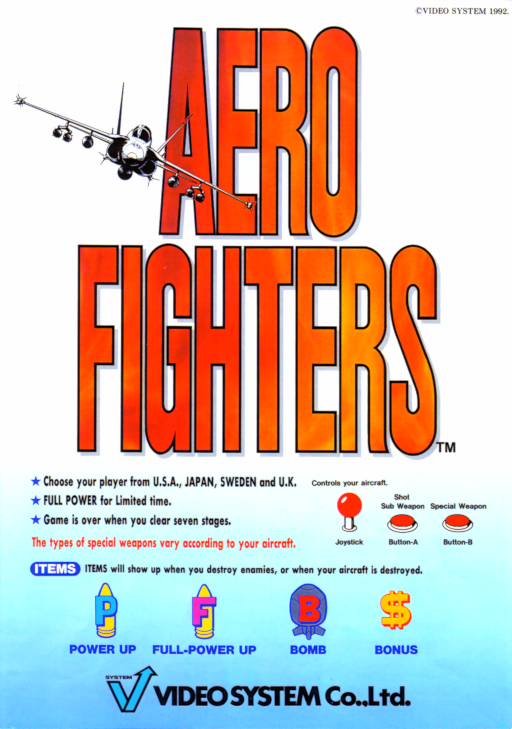 ©VIDEO SYSTEM 1992.
AERO
FIGHTERS
TM
★ Choose your player from U.S.A., JAPAN, SWEDEN and U.K.
★ FULL POWER for Limited time.
★ Game is over when you clear seven stages.
The types of special weapons vary according to your aircraft.
Controls your aircraft.
Shot
Sub Weapon Special Weapon
Joystick Button-A Button-B
ITEMS ITEMS will show up when you destroy enemies, or when your aircraft is destroyed.
P F B $
POWER UP FULL-POWER UP BOMB BONUS
SYSTEM
V VIDEO SYSTEM Co.,Ltd.